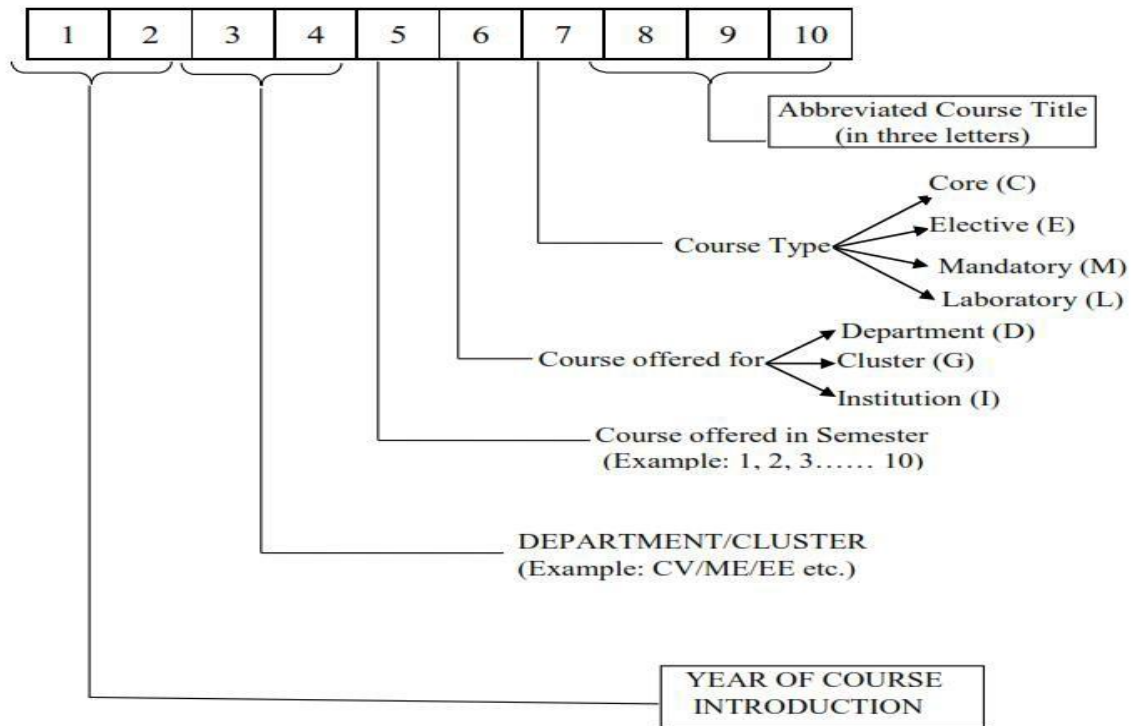 1 2 3 4 5 6 7 8 9 10
Abbreviated Course Title
(in three letters)
Core (C)
Elective (E)
Course Type
Mandatory (M)
Laboratory (L)
Department (D)
Course offered for
Cluster (G)
Institution (I)
Course offered in Semester
(Example: 1, 2, 3…… 10)
DEPARTMENT/CLUSTER
(Example: CV/ME/EE etc.)
YEAR OF COURSE
INTRODUCTION